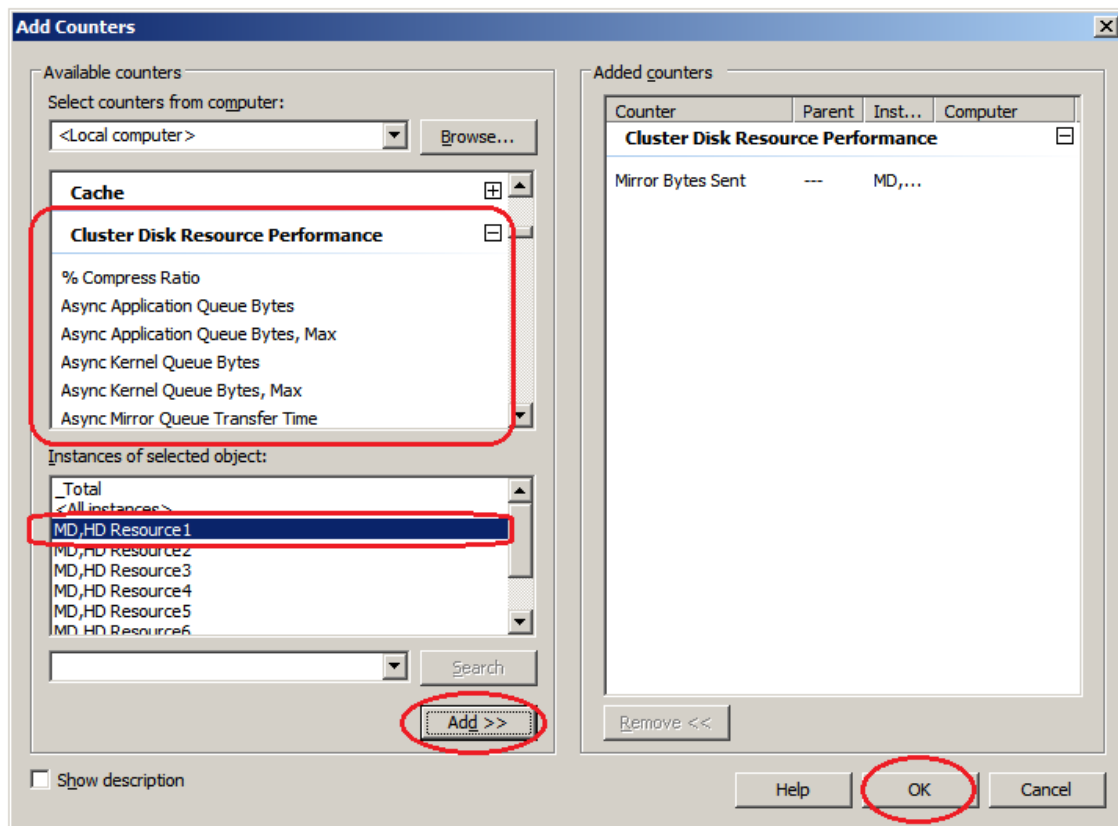 Add Counters
Available counters
Select counters from computer:
<Local computer>
Browse...
Cache
Cluster Disk Resource Performance
% Compress Ratio
Async Application Queue Bytes
Async Application Queue Bytes, Max
Async Kernel Queue Bytes
Async Kernel Queue Bytes, Max
Async Mirror Queue Transfer Time
Instances of selected object:
_Total
<All instances>
MD,HD Resource1
MD,HD Resource2
MD,HD Resource3
MD,HD Resource4
MD,HD Resource5
MD,HD Resource6
Search
Add >>
Show description
Added counters
Counter Parent Inst... Computer
Cluster Disk Resource Performance
Mirror Bytes Sent --- MD,...
Remove <<
Help OK Cancel